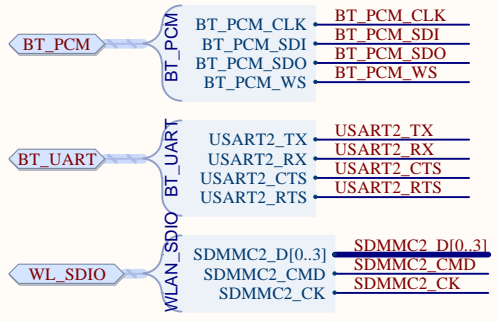 BT_PCM
BT_PCM
BT_PCM_CLK BT_PCM_CLK
BT_PCM_SDI BT_PCM_SDI
BT_PCM_SDO BT_PCM_SDO
BT_PCM_WS BT_PCM_WS
BT_UART
BT_UART
USART2_TX USART2_TX
USART2_RX USART2_RX
USART2_CTS USART2_CTS
USART2_RTS USART2_RTS
WL_SDIO
WLAN_SDIO
SDMMC2_D[0..3] SDMMC2_D[0..3]
SDMMC2_CMD SDMMC2_CMD
SDMMC2_CK SDMMC2_CK